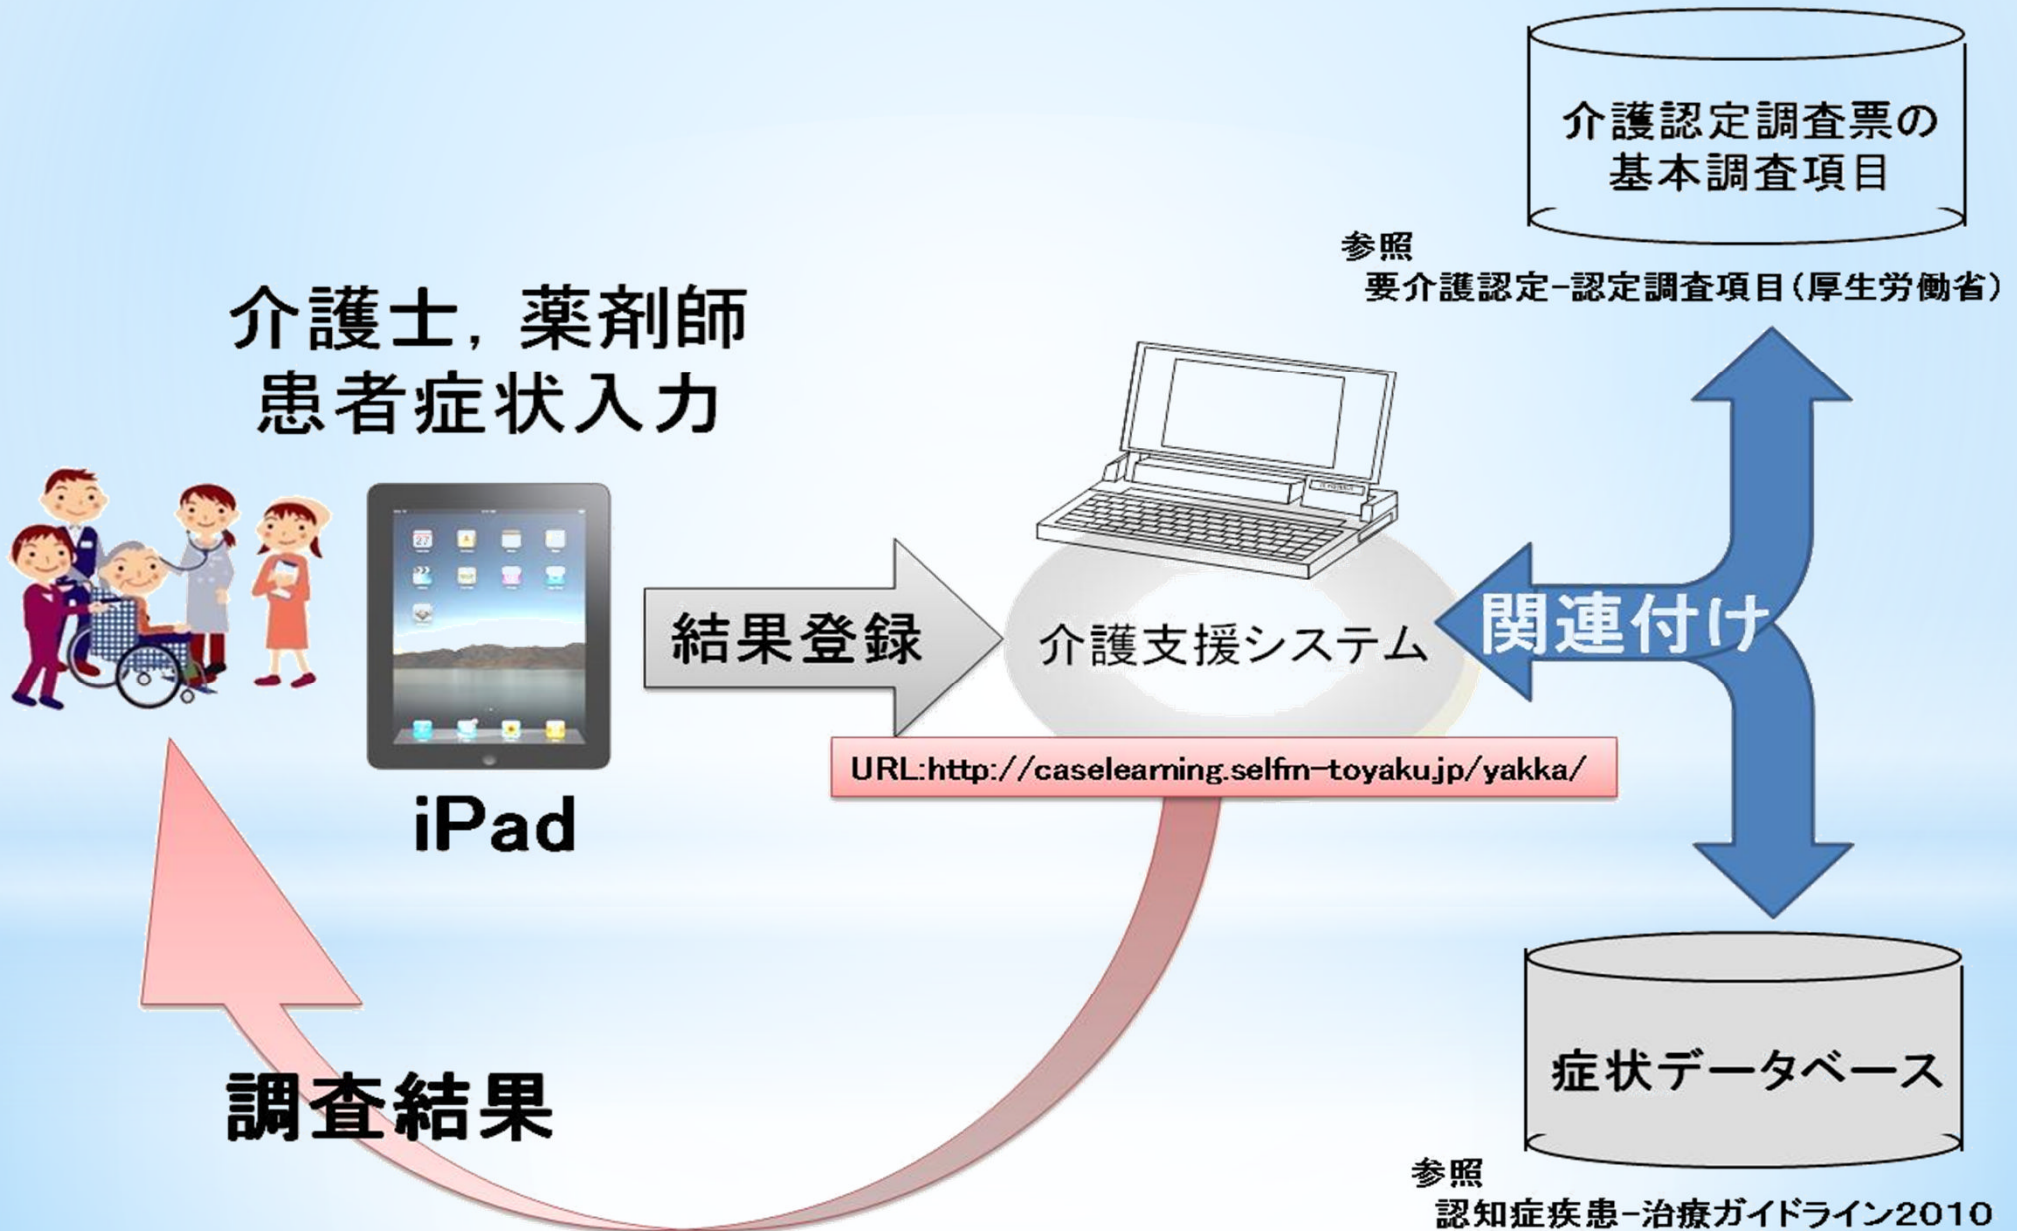 介護認定調査票の
基本調査項目
参照
要介護認定-認定調査項目(厚生労働省)
介護士, 薬剤師
患者症状入力
iPad
結果登録
介護支援システム
関連付け
URL:http://caselearning.selfm-toyaku.jp/yakka/
調査結果
症状データベース
参照
認知症疾患-治療ガイドライン2010